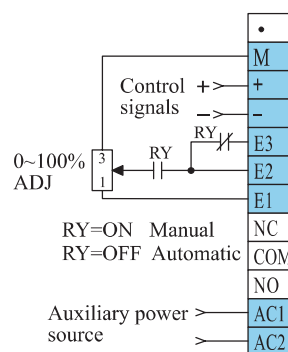 •
M
Control + +
signals - -
RY E3
3 RY
0~100% E2
ADJ 1
E1
RY=ON Manual NC
RY=OFF Automatic COM
NO
Auxiliary power AC1
source AC2